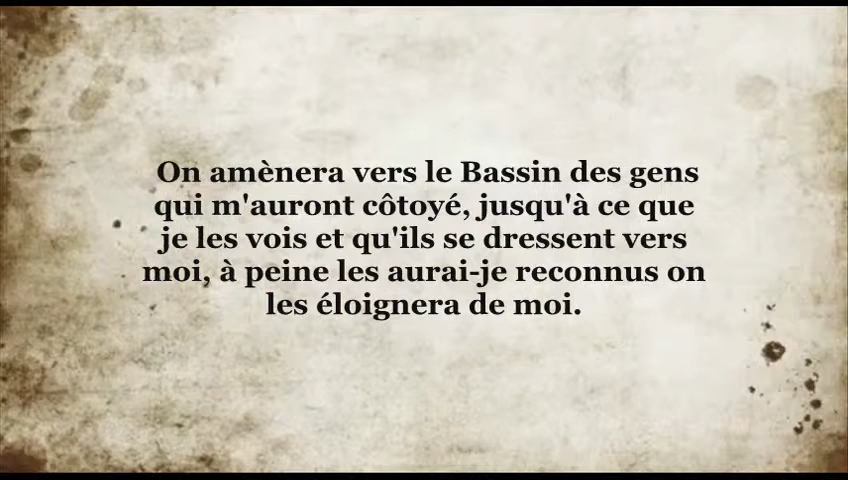 On amènera vers le Bassin des gens
qui m'auront côtoyé, jusqu'à ce que
je les vois et qu'ils se dressent vers
moi, à peine les aurai-je reconnus on
les éloignera de moi.